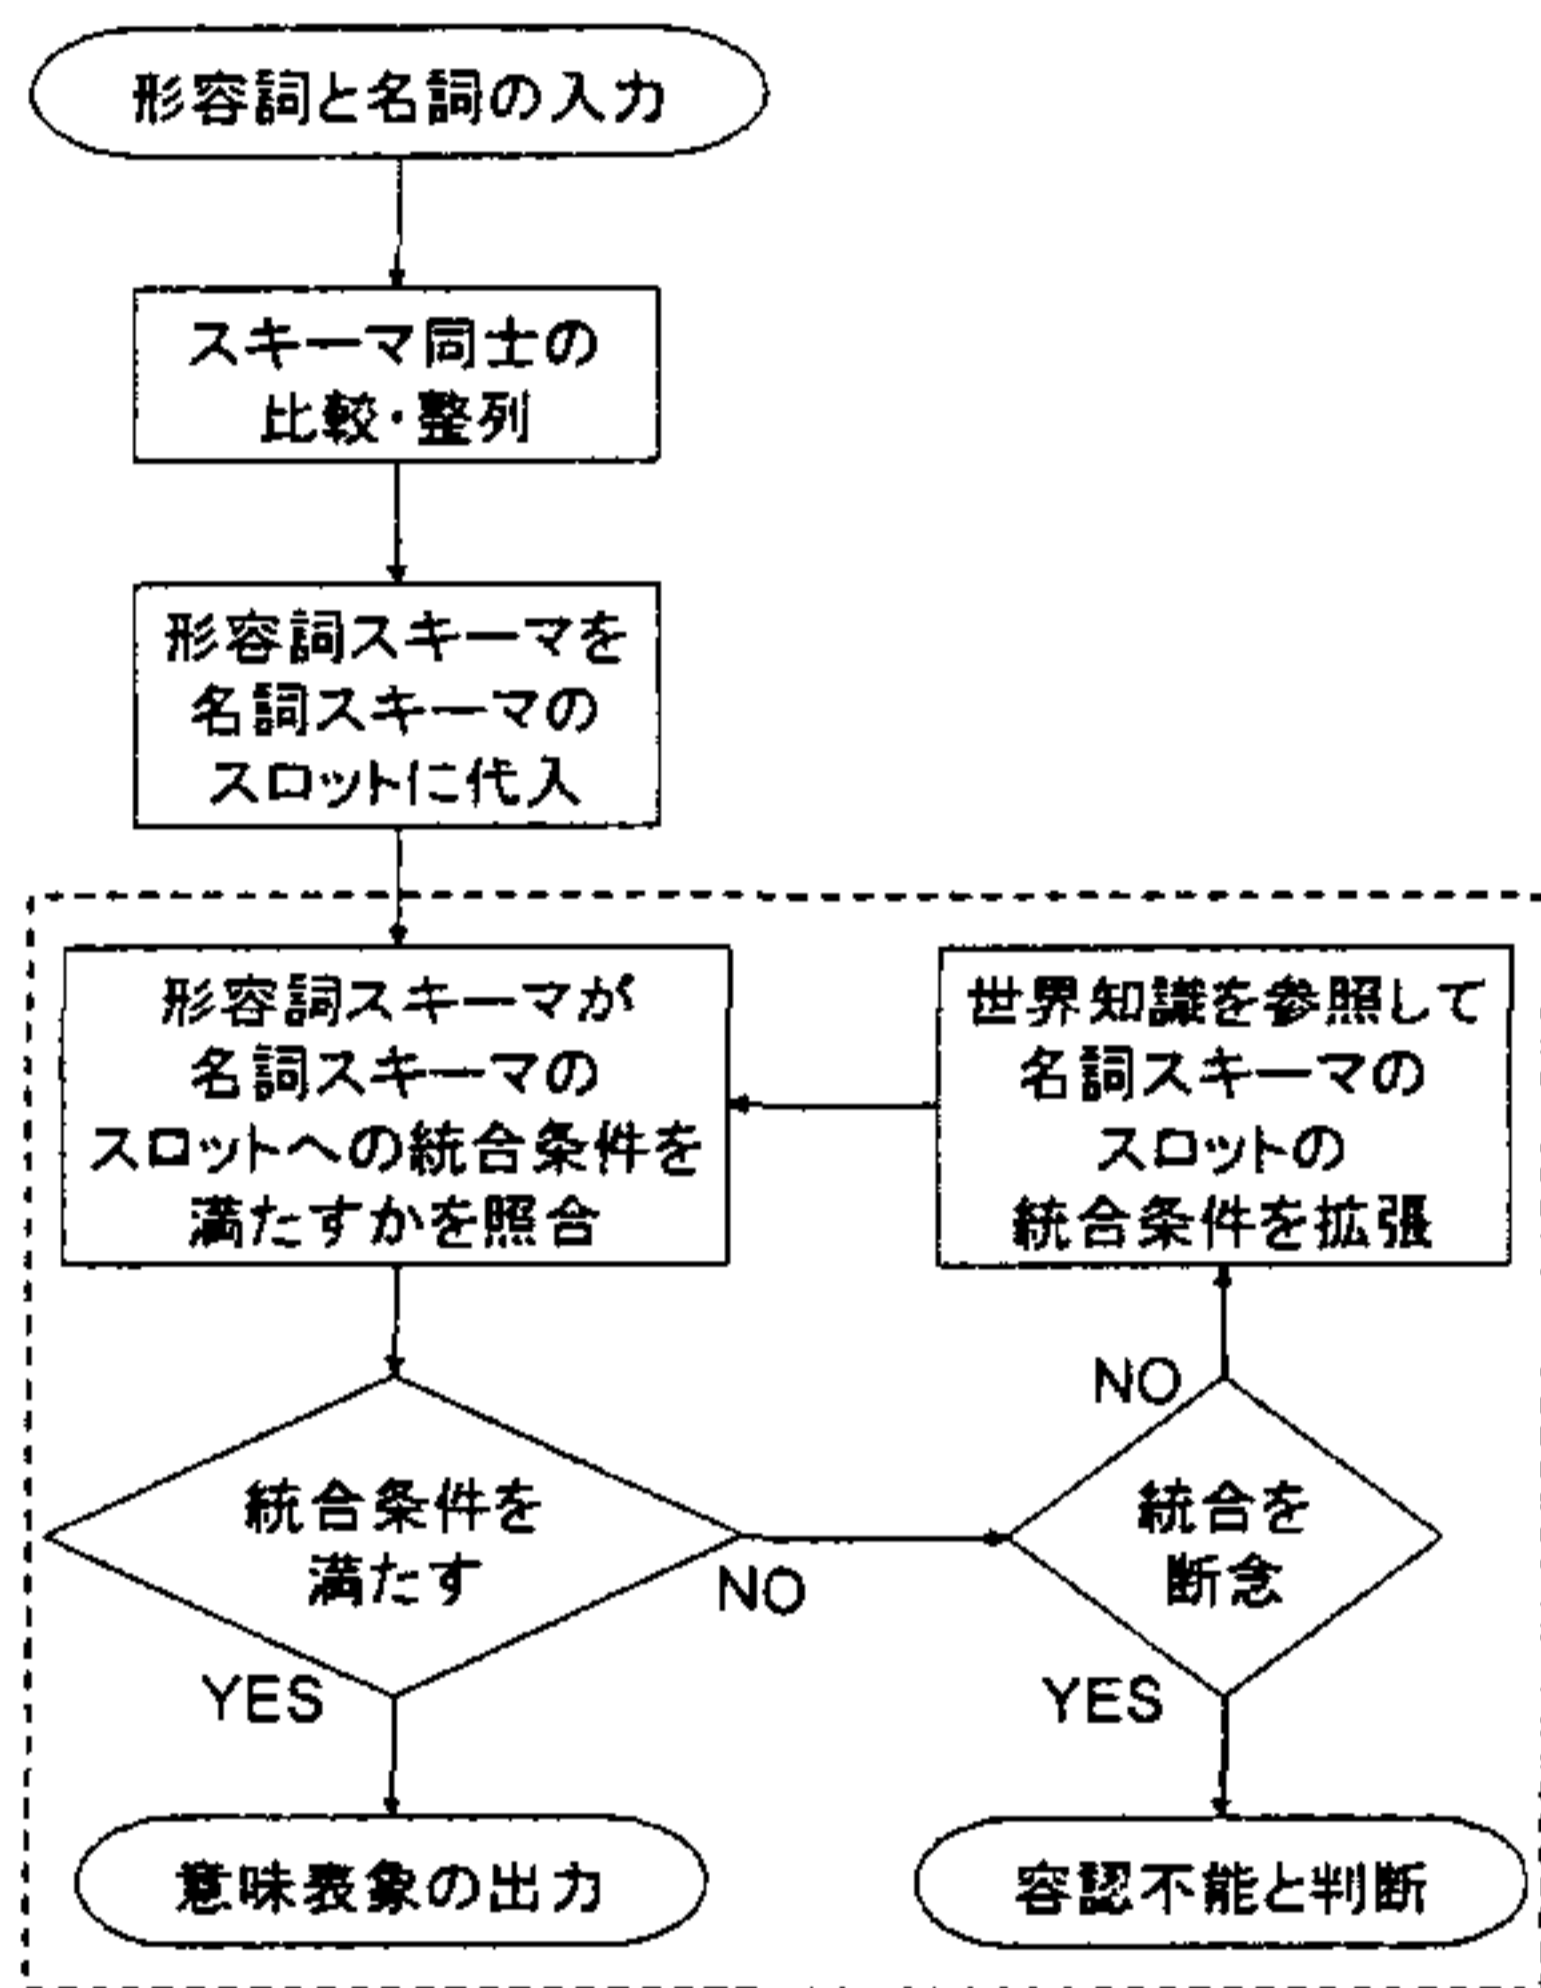 形容詞と名詞の入力
スキーマ同士の
比較・整列
形容詞スキーマを
名詞スキーマの
スロットに代入
形容詞スキーマが
名詞スキーマの
スロットへの統合条件を
満たすかを照合
世界知識を参照して
名詞スキーマの
スロットの
統合条件を拡張
統合条件を
満たす
NO
YES
統合を
断念
NO
YES
意味表象の出力
容認不能と判断